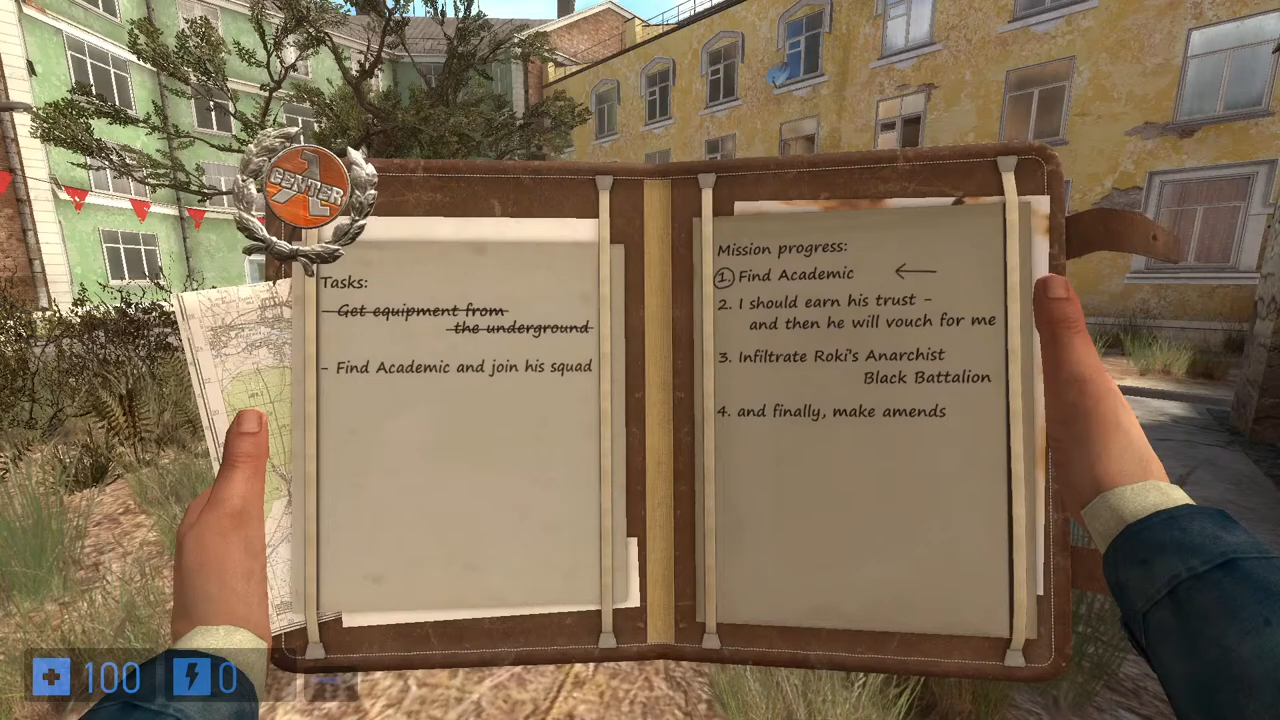 CENTER
Tasks:
- Get equipment from
the underground
- Find Academic and join his squad
Mission progress:
1. Find Academic
2. I should earn his trust -
and then he will vouch for me
3. Infiltrate Roki's Anarchist
Black Battalion
4. and finally, make amends
100
0